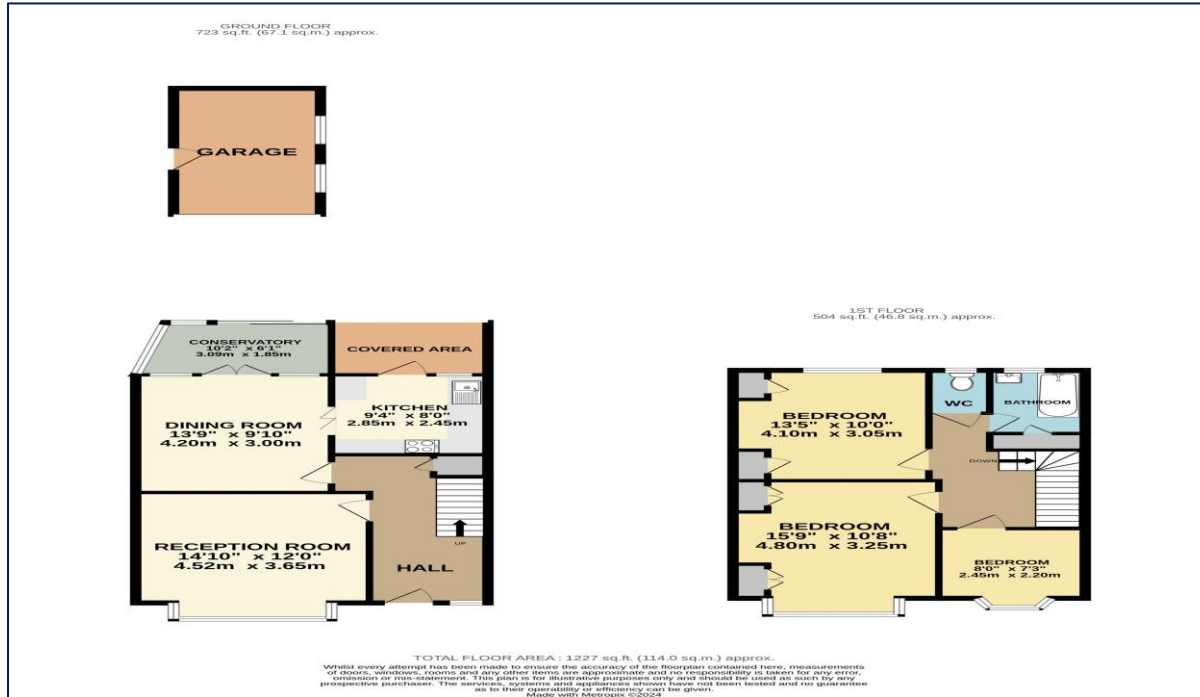 GROUND FLOOR
723 sq.ft. (67.1 sq.m.) approx.
GARAGE
CONSERVATORY
10'2" x 6'1"
3.09m x 1.85m
COVERED AREA
KITCHEN
9'4" x 8'0"
2.85m x 2.45m
DINING ROOM
13'9" x 9'10"
4.20m x 3.00m
RECEPTION ROOM
14'10" x 12'0"
4.52m x 3.65m
UP
HALL
1ST FLOOR
504 sq.ft. (46.8 sq.m.) approx.
BEDROOM
13'5" x 10'0"
4.10m x 3.05m
WC
BATHROOM
DOWN
BEDROOM
15'9" x 10'8"
4.80m x 3.25m
BEDROOM
8'0" x 7'3"
2.45m x 2.20m
TOTAL FLOOR AREA : 1227 sq.ft. (114.0 sq.m.) approx.
Whilst every attempt has been made to ensure the accuracy of the floorplan contained here, measurements
of doors, windows, rooms and any other items are approximate and no responsibility is taken for any error,
omission or mis-statement. This plan is for illustrative purposes only and should be used as such by any
prospective purchaser. The services, systems and appliances shown have not been tested and no guarantee
as to their operability or efficiency can be given.
Made with Metropix ©2024